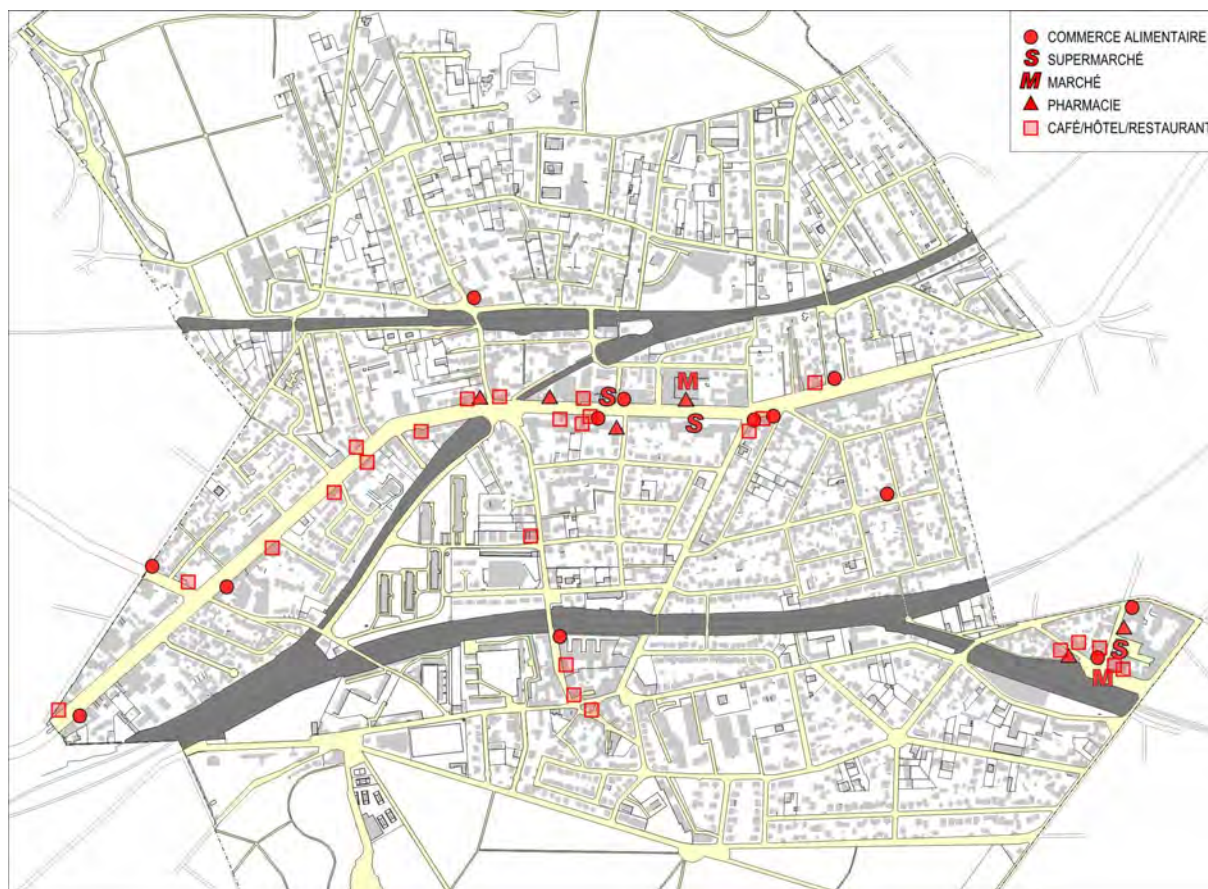 COMMERCE ALIMENTAIRE
S SUPERMARCHÉ
M MARCHÉ
PHARMACIE
CAFÉ/HÔTEL/RESTAURANT
M
S
S
S
M